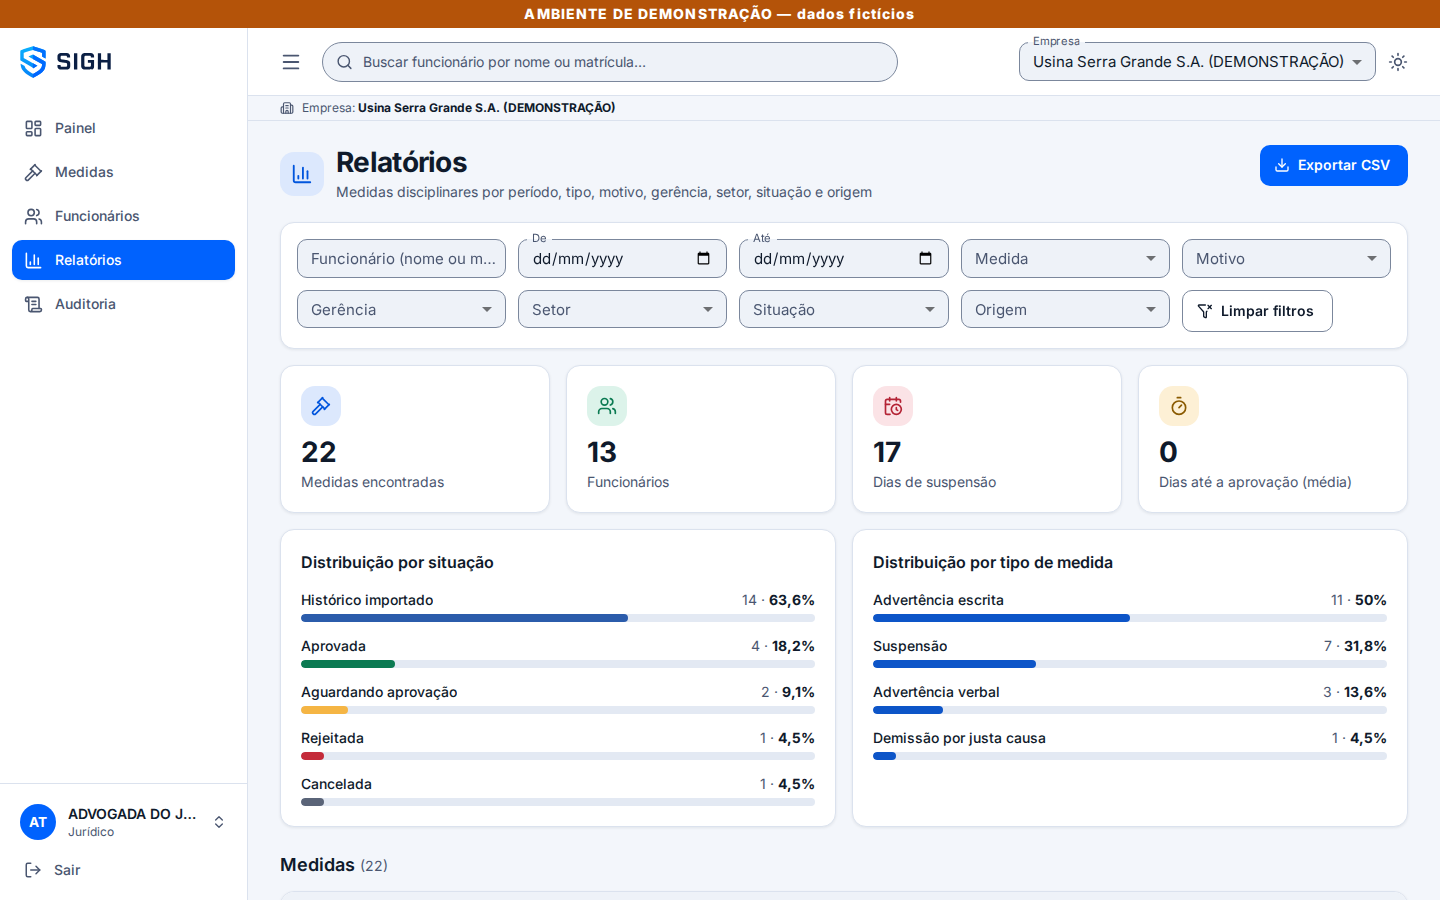 AMBIENTE DE DEMONSTRAÇÃO — dados fictícios
SIGH
Painel
Medidas
Funcionários
Relatórios
Auditoria
ADVOGADA DO J...
AT
Jurídico
Sair
Buscar funcionário por nome ou matrícula...
Empresa
Usina Serra Grande S.A. (DEMONSTRAÇÃO)
Empresa: Usina Serra Grande S.A. (DEMONSTRAÇÃO)
Relatórios
Medidas disciplinares por período, tipo, motivo, gerência, setor, situação e origem
Exportar CSV
Funcionário (nome ou m...
De
dd/mm/yyyy
Até
dd/mm/yyyy
Medida
Motivo
Gerência
Setor
Situação
Origem
Limpar filtros
22
Medidas encontradas
13
Funcionários
17
Dias de suspensão
0
Dias até a aprovação (média)
Distribuição por situação
Histórico importado 14 · 63,6%
Aprovada 4 · 18,2%
Aguardando aprovação 2 · 9,1%
Rejeitada 1 · 4,5%
Cancelada 1 · 4,5%
Distribuição por tipo de medida
Advertência escrita 11 · 50%
Suspensão 7 · 31,8%
Advertência verbal 3 · 13,6%
Demissão por justa causa 1 · 4,5%
Medidas (22)